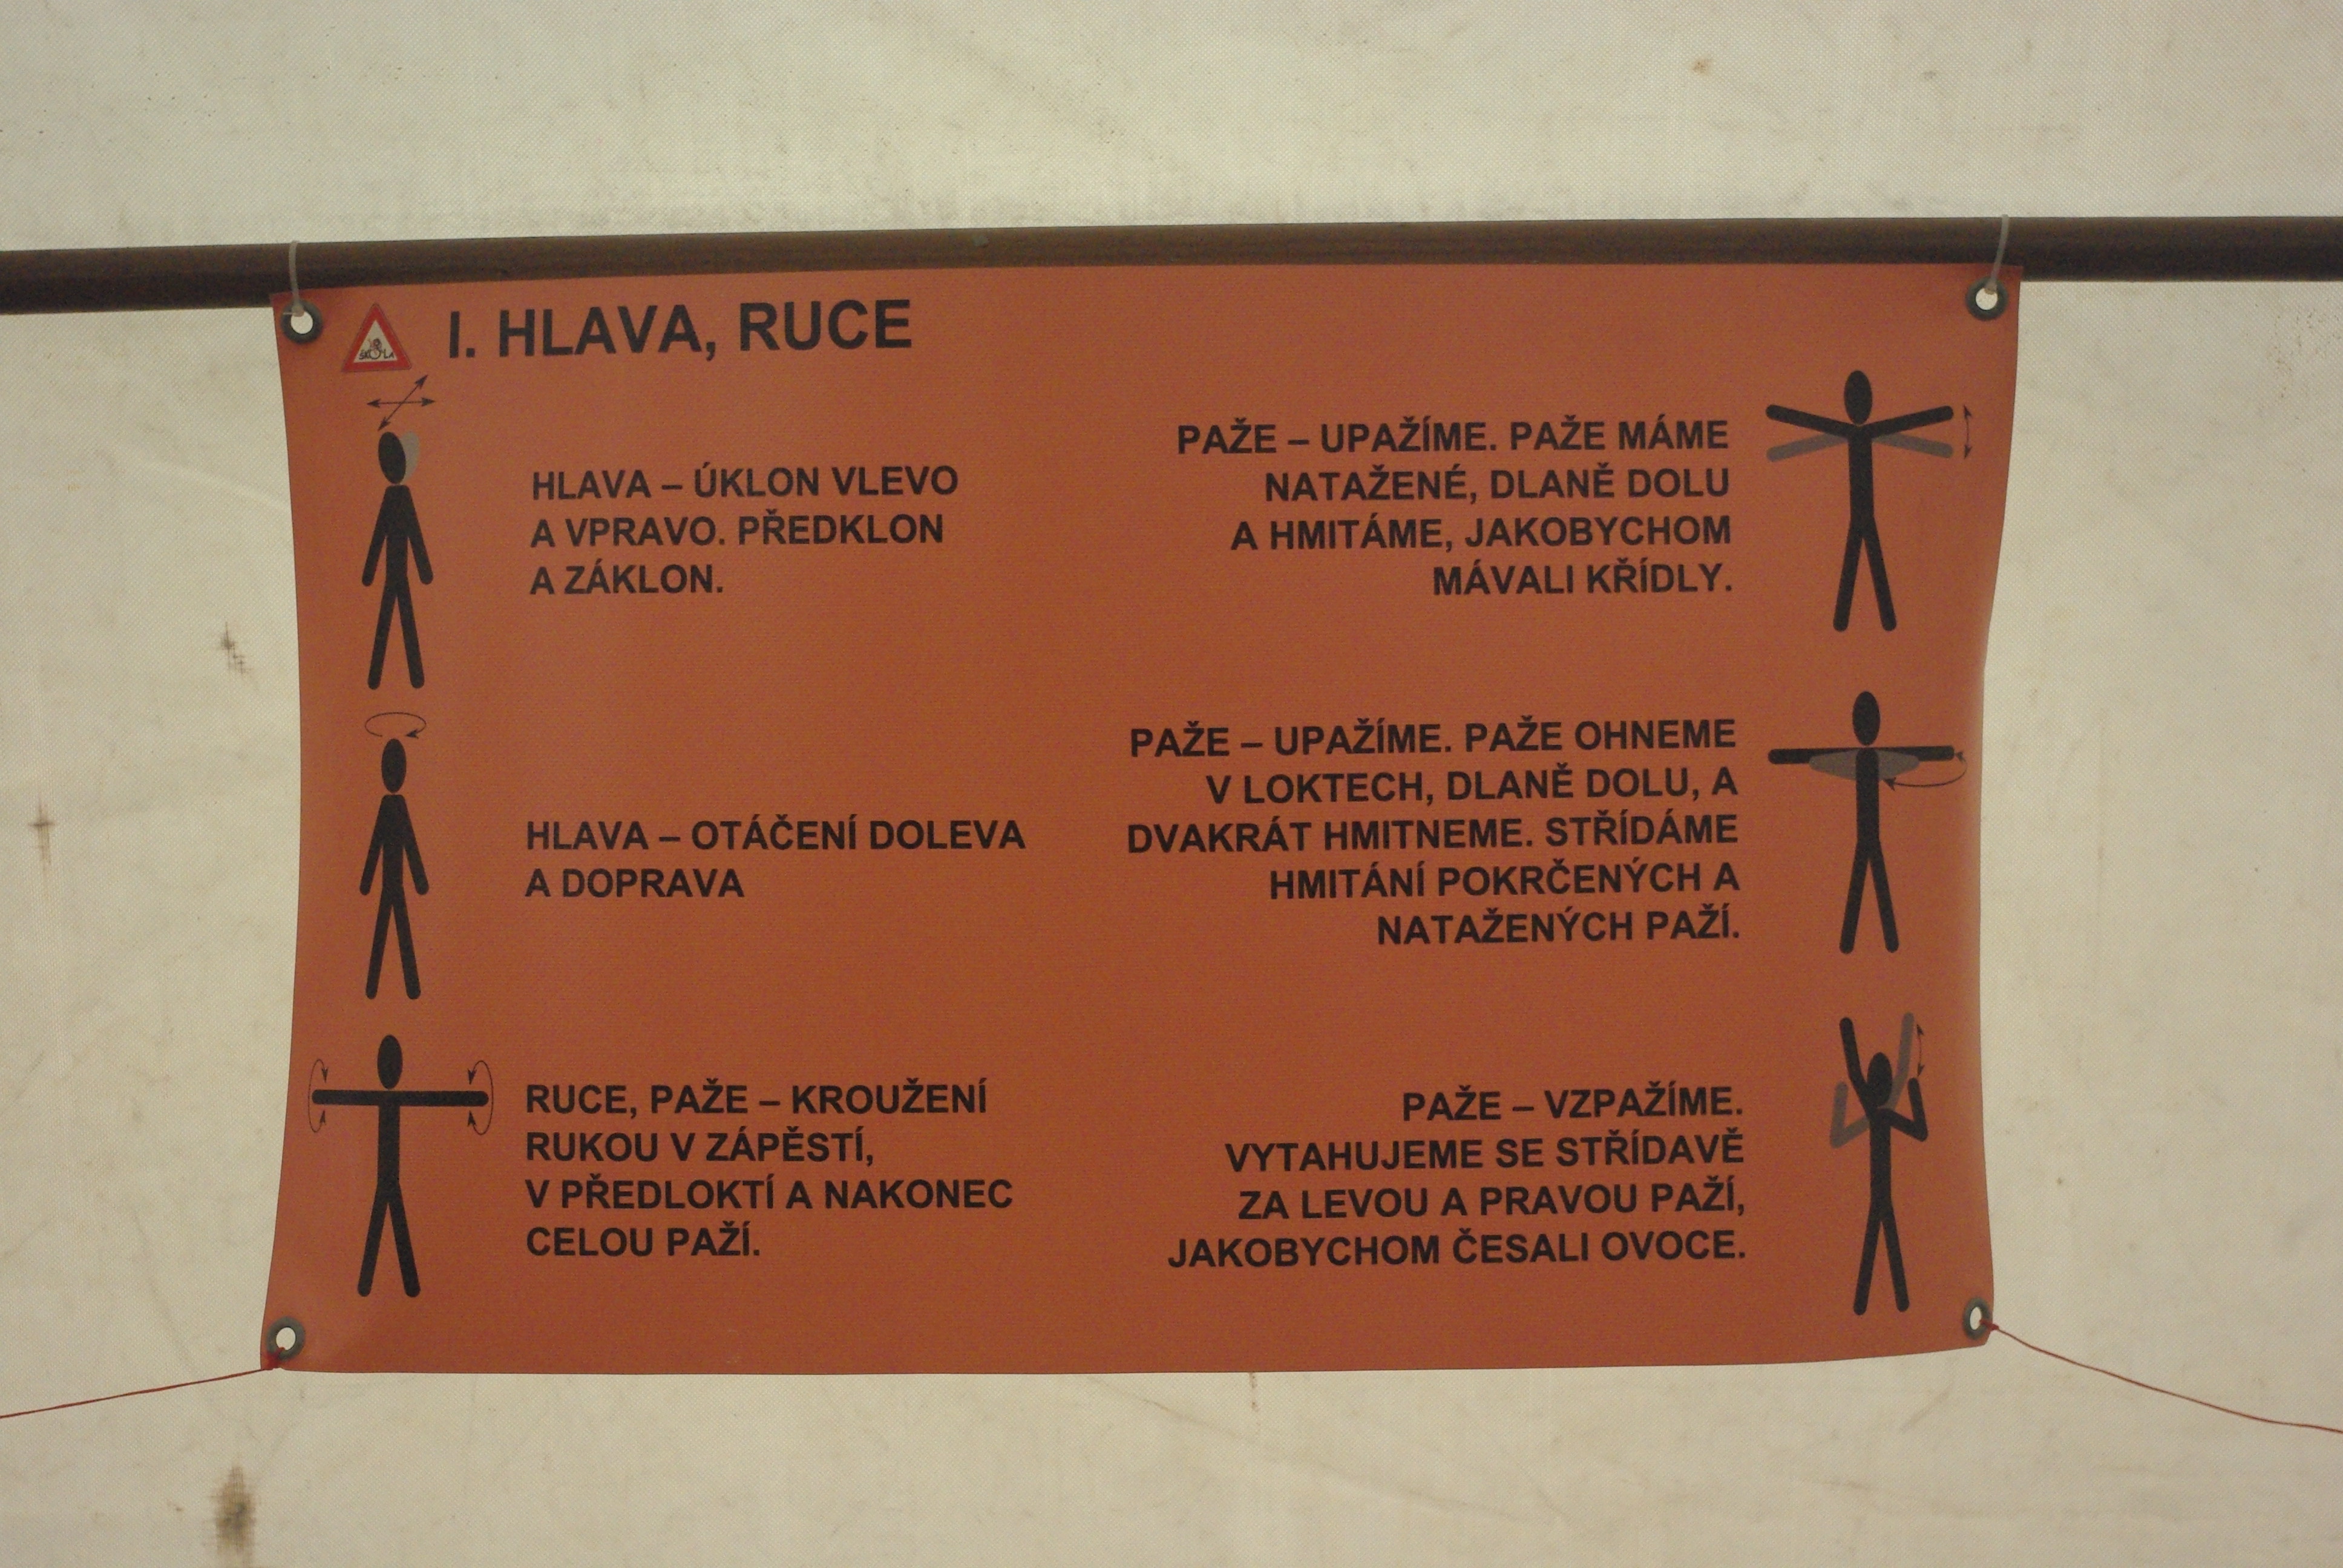 ŠKOLA
I. HLAVA, RUCE
HLAVA – ÚKLON VLEVO
A VPRAVO. PŘEDKLON
A ZÁKLON.
HLAVA – OTÁČENÍ DOLEVA
A DOPRAVA
RUCE, PAŽE – KROUŽENÍ
RUKOU V ZÁPĚSTÍ,
V PŘEDLOKTÍ A NAKONEC
CELOU PAŽÍ.
PAŽE – UPAŽÍME. PAŽE MÁME
NATAŽENÉ, DLANĚ DOLU
A HMITÁME, JAKOBYCHOM
MÁVALI KŘÍDLY.
PAŽE – UPAŽÍME. PAŽE OHNEME
V LOKTECH, DLANĚ DOLU, A
DVAKRÁT HMITNEME. STŘÍDÁME
HMITÁNÍ POKRČENÝCH A
NATAŽENÝCH PAŽÍ.
PAŽE – VZPAŽÍME.
VYTAHUJEME SE STŘÍDAVĚ
ZA LEVOU A PRAVOU PAŽÍ,
JAKOBYCHOM ČESALI OVOCE.